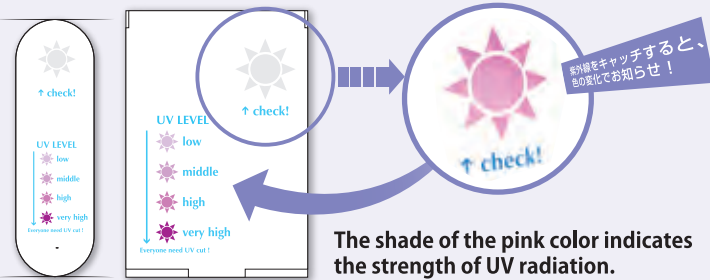 ↑ check!
UV LEVEL
low
middle
high
very high
Everyone need UV cut !
↑ check!
UV LEVEL
low
middle
high
very high
Everyone need UV cut !
↑ check!
紫外線をキャッチすると、
色の変化でお知らせ！
The shade of the pink color indicates
the strength of UV radiation.